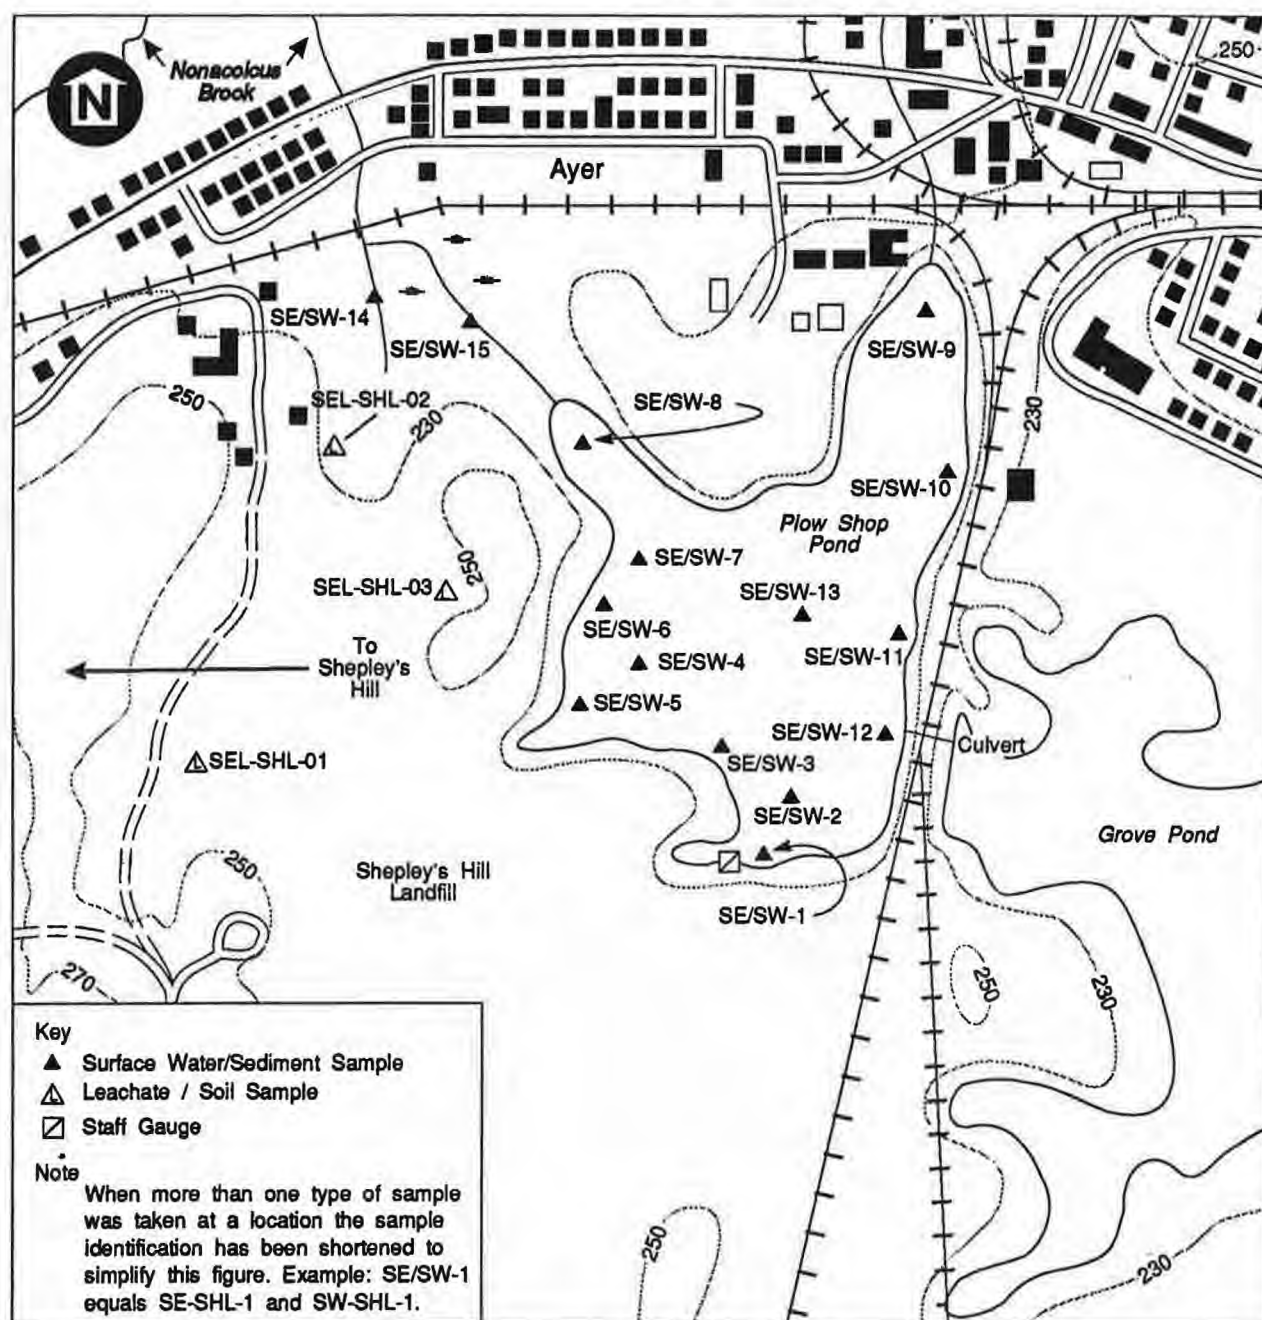 Nonacoicus
Brook
N
250
Ayer
SE/SW-14
SE/SW-15
SE/SW-9
250
SEL-SHL-02
230
SE/SW-8
230
SE/SW-10
Plow Shop
Pond
250
SE/SW-7
SEL-SHL-03
SE/SW-13
SE/SW-6
To
Shepley's
Hill
SE/SW-4
SE/SW-11
SE/SW-5
SE/SW-12
Culvert
SEL-SHL-01
SE/SW-3
SE/SW-2
Grove Pond
250
Shepley's Hill
Landfill
SE/SW-1
270
250
230
Key
Surface Water/Sediment Sample
Leachate / Soil Sample
Staff Gauge
Note
When more than one type of sample
was taken at a location the sample
identification has been shortened to
simplify this figure. Example: SE/SW-1
equals SE-SHL-1 and SW-SHL-1.
250
230